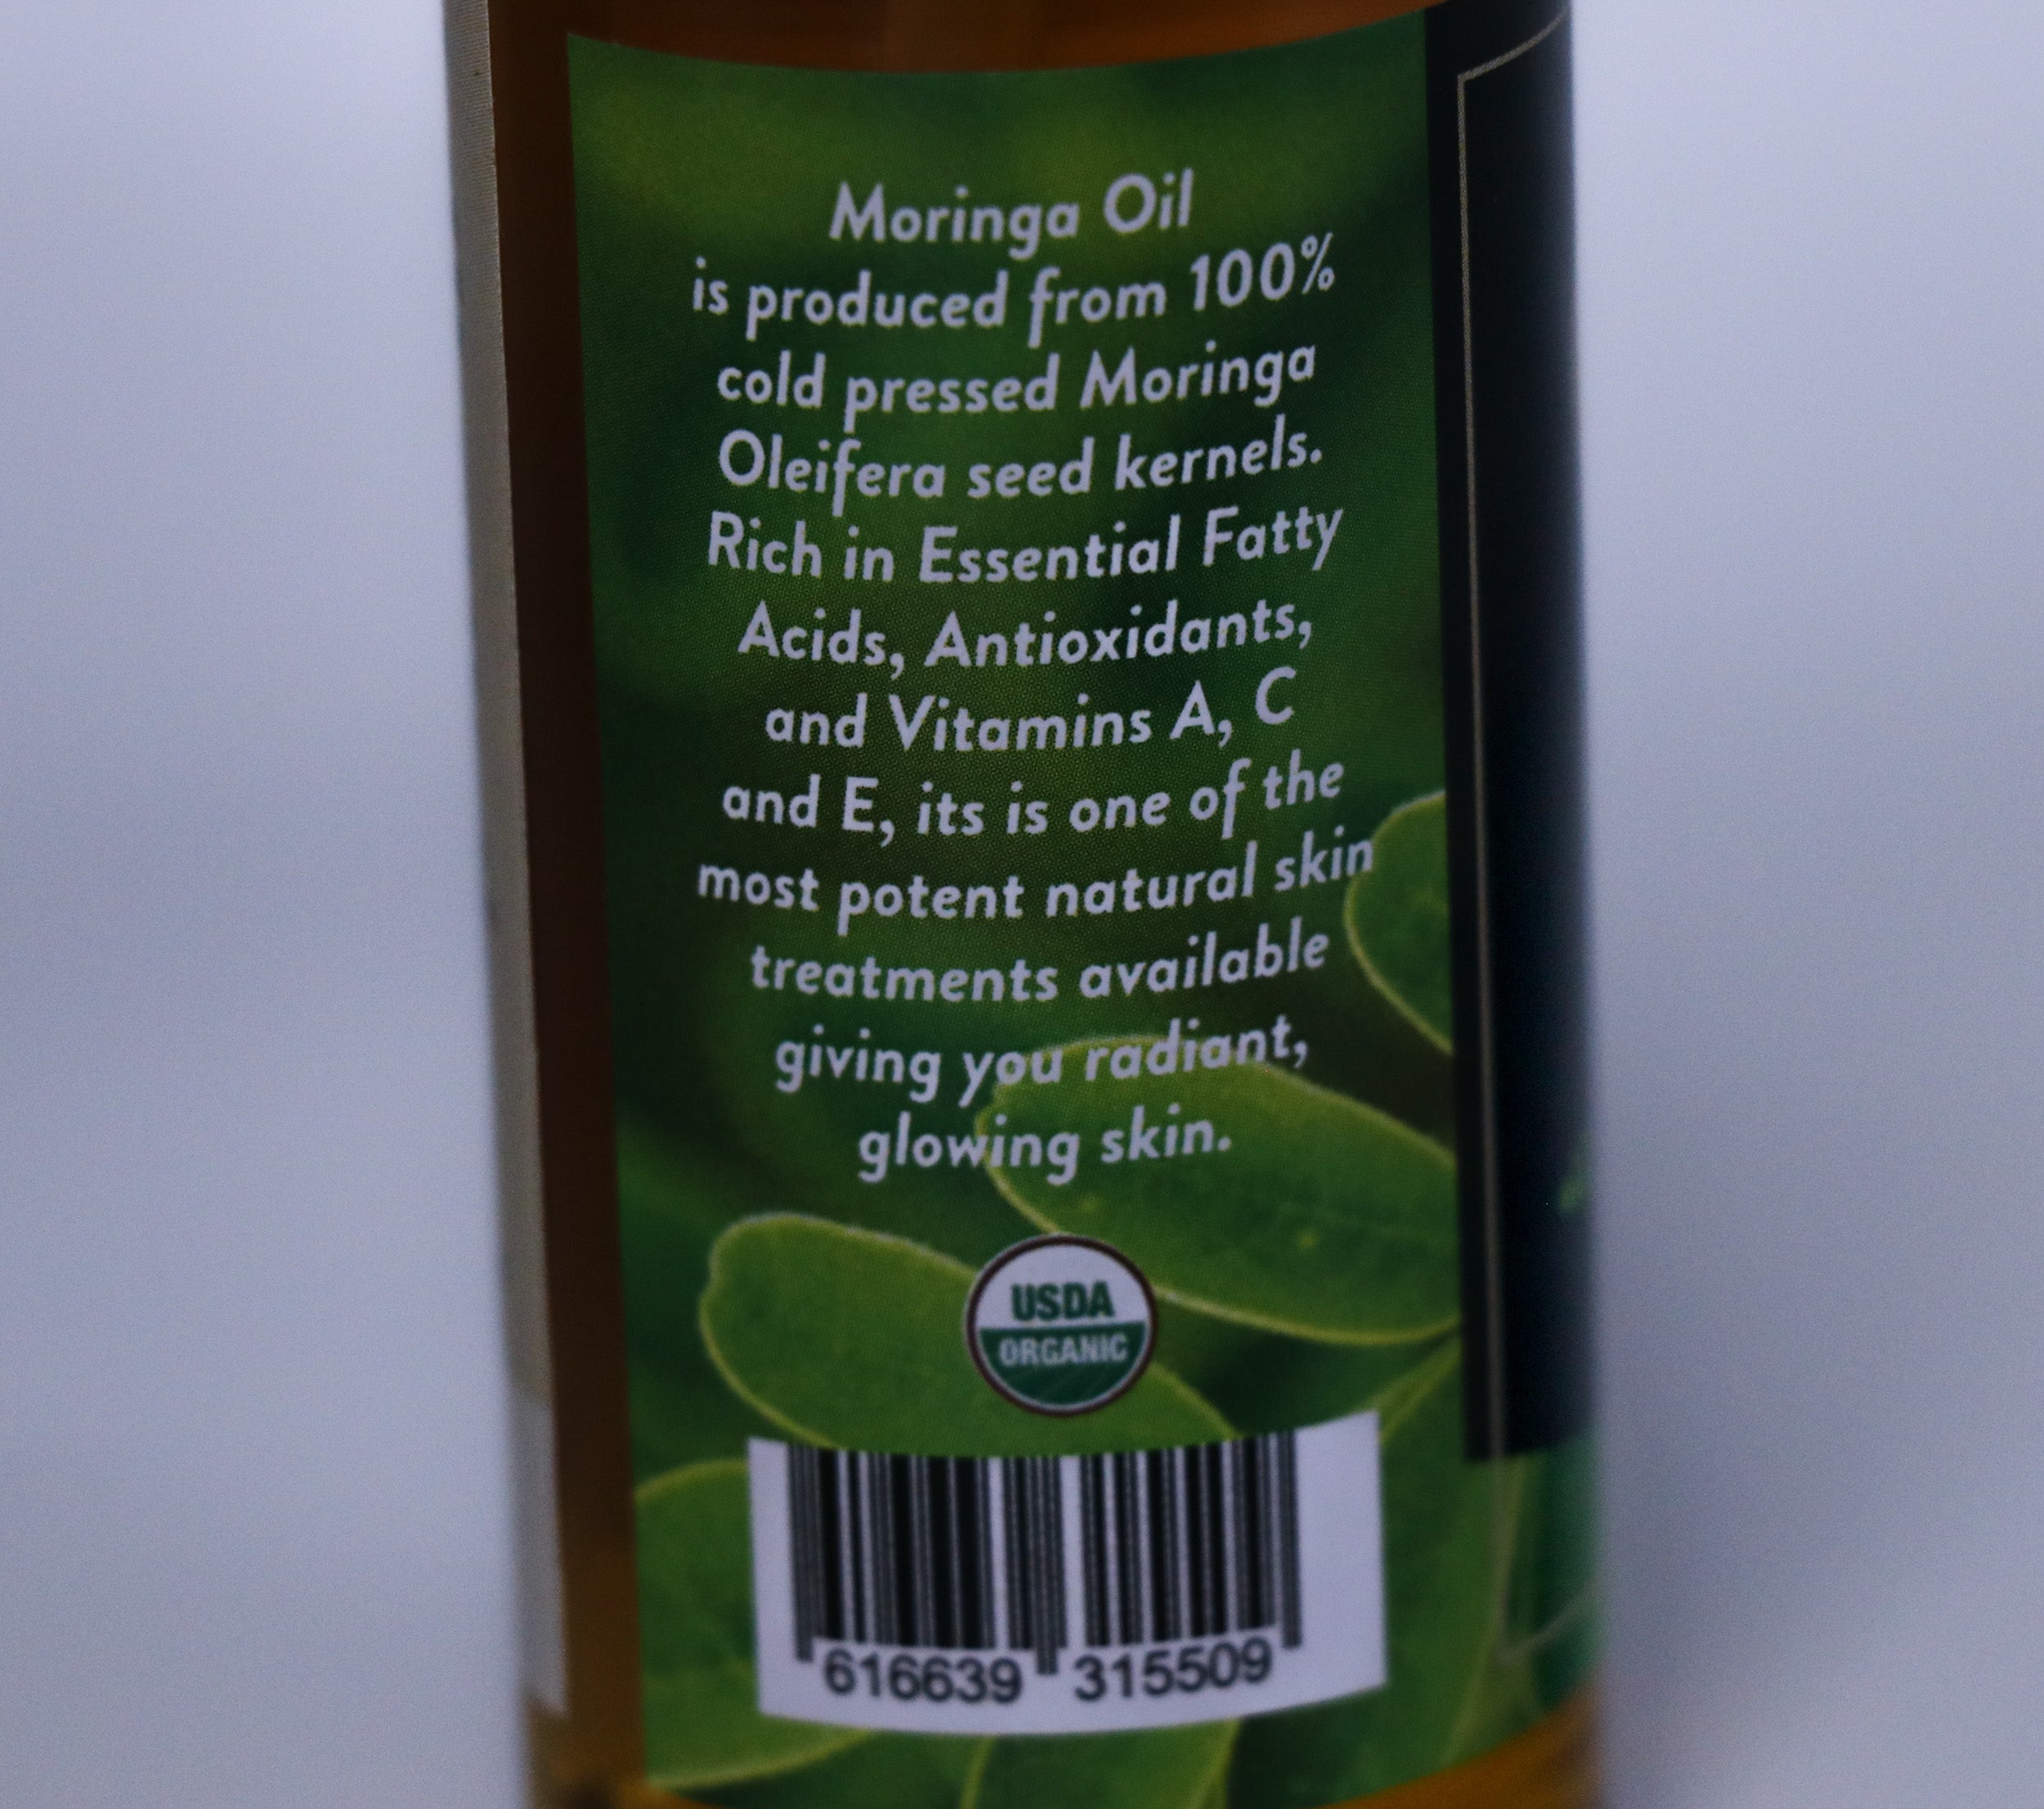 Moringa Oil
is produced from 100%
cold pressed Moringa
Oleifera seed kernels.
Rich in Essential Fatty
Acids, Antioxidants,
and Vitamins A, C
and E, its is one of the
most potent natural skin
treatments available
giving you radiant,
glowing skin.
USDA
ORGANIC
616639 315509